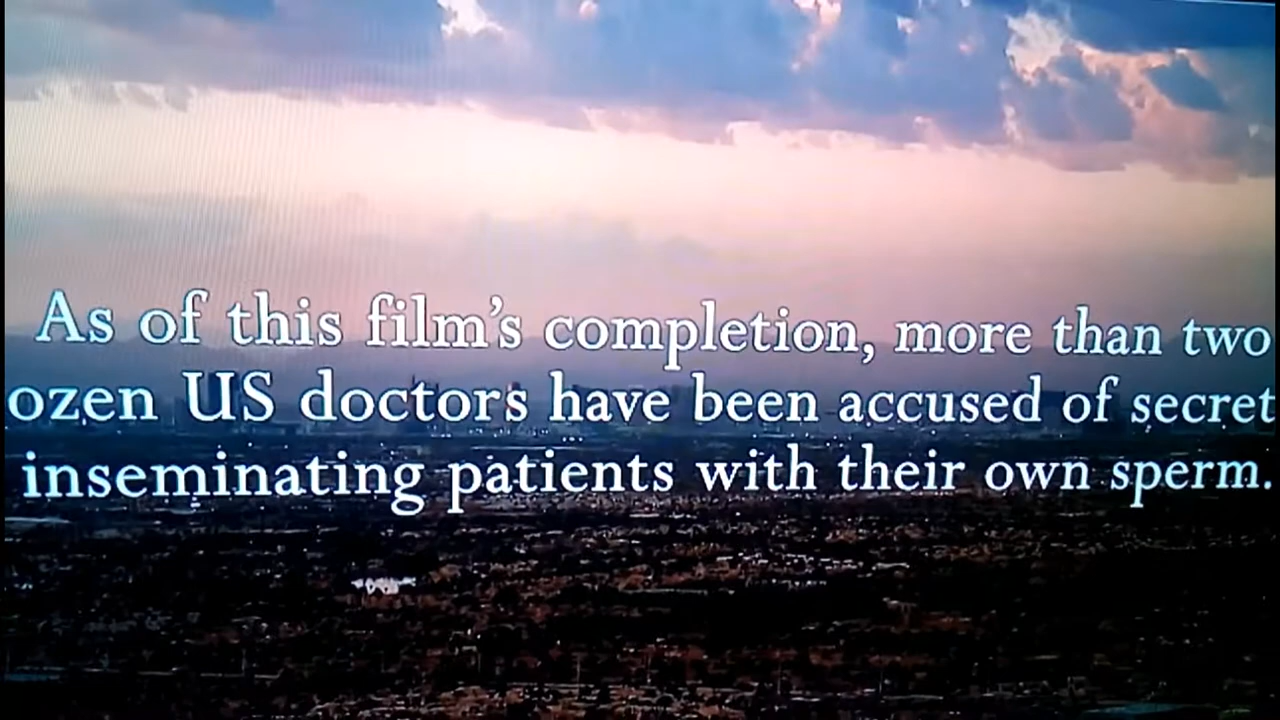 As of this film's completion, more than two
ozen US doctors have been accused of secret
inseminating patients with their own sperm.